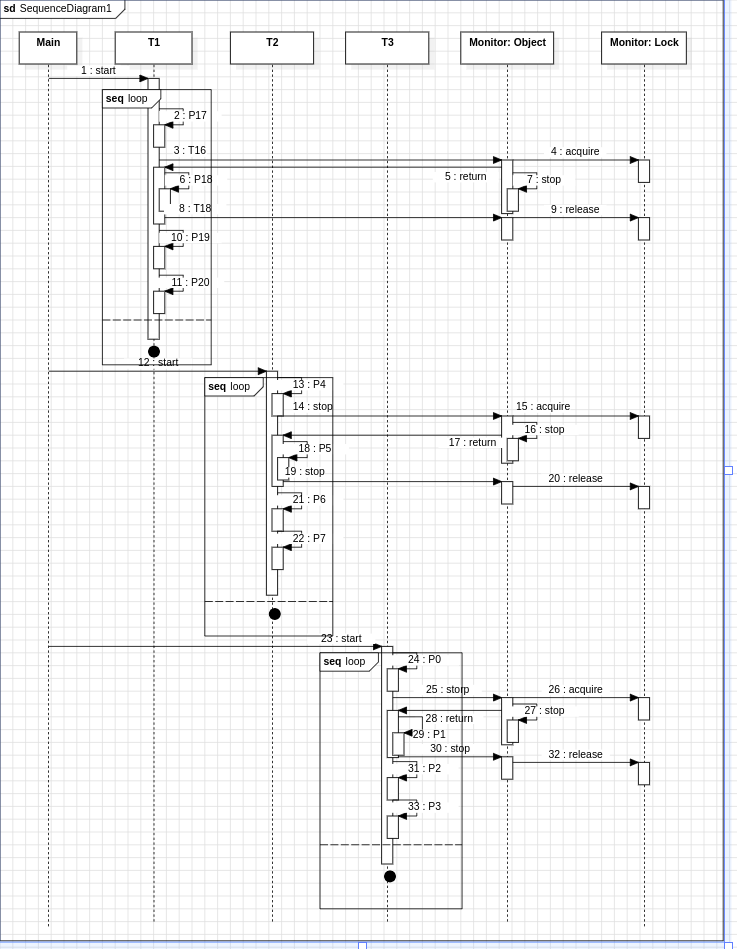 sd SequenceDiagram1
Main
T1
T2
T3
Monitor: Object
Monitor: Lock
1 : start
seq loop
2 : P17
3 : T16
4 : acquire
5 : return
6 : P18
7 : stop
8 : T18
9 : release
10 : P19
11 : P20
12 : start
seq loop
13 : P4
14 : stop
15 : acquire
16 : stop
17 : return
18 : P5
19 : stop
20 : release
21 : P6
22 : P7
23 : start
seq loop
24 : P0
25 : storp
26 : acquire
27 : stop
28 : return
29 : P1
30 : stop
32 : release
31 : P2
33 : P3